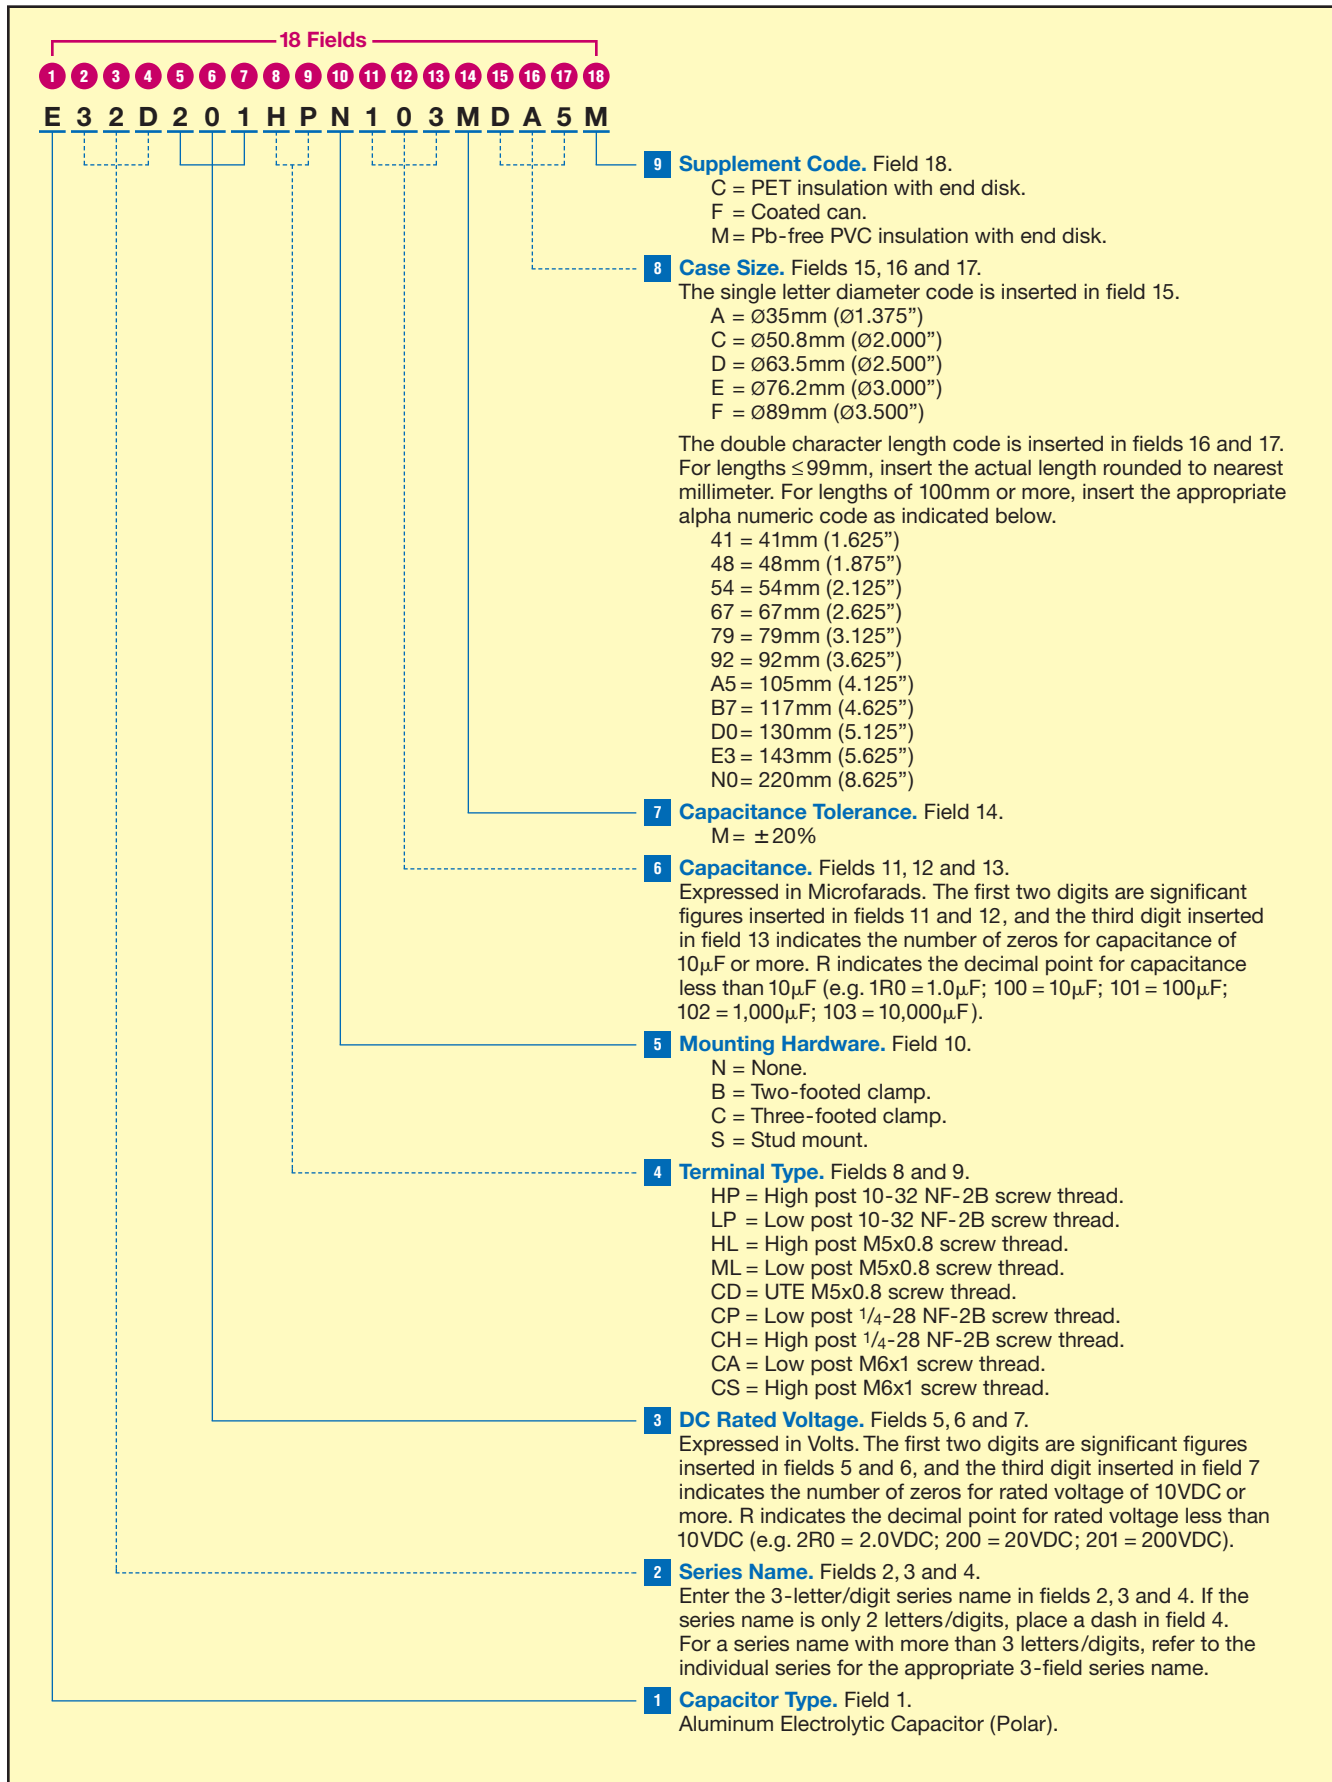 18 Fields
1 2 3 4 5 6 7 8 9 10 11 12 13 14 15 16 17 18
E 3 2 D 2 0 1 H P N 1 0 3 M D A 5 M
9 Supplement Code. Field 18.
C = PET insulation with end disk.
F = Coated can.
M = Pb-free PVC insulation with end disk.
8 Case Size. Fields 15, 16 and 17.
The single letter diameter code is inserted in field 15.
A = Ø35mm (Ø1.375”)
C = Ø50.8mm (Ø2.000”)
D = Ø63.5mm (Ø2.500”)
E = Ø76.2mm (Ø3.000”)
F = Ø89mm (Ø3.500”)
The double character length code is inserted in fields 16 and 17.
For lengths ≤99mm, insert the actual length rounded to nearest
millimeter. For lengths of 100mm or more, insert the appropriate
alpha numeric code as indicated below.
41 = 41mm (1.625”)
48 = 48mm (1.875”)
54 = 54mm (2.125”)
67 = 67mm (2.625”)
79 = 79mm (3.125”)
92 = 92mm (3.625”)
A5 = 105mm (4.125”)
B7 = 117mm (4.625”)
D0 = 130mm (5.125”)
E3 = 143mm (5.625”)
N0 = 220mm (8.625”)
7 Capacitance Tolerance. Field 14.
M = ±20%
6 Capacitance. Fields 11, 12 and 13.
Expressed in Microfarads. The first two digits are significant
figures inserted in fields 11 and 12, and the third digit inserted
in field 13 indicates the number of zeros for capacitance of
10µF or more. R indicates the decimal point for capacitance
less than 10µF (e.g. 1R0 = 1.0µF; 100 = 10µF; 101 = 100µF;
102 = 1,000µF; 103 = 10,000µF).
5 Mounting Hardware. Field 10.
N = None.
B = Two-footed clamp.
C = Three-footed clamp.
S = Stud mount.
4 Terminal Type. Fields 8 and 9.
HP = High post 10-32 NF-2B screw thread.
LP = Low post 10-32 NF-2B screw thread.
HL = High post M5x0.8 screw thread.
ML = Low post M5x0.8 screw thread.
CD = UTE M5x0.8 screw thread.
CP = Low post 1/4-28 NF-2B screw thread.
CH = High post 1/4-28 NF-2B screw thread.
CA = Low post M6x1 screw thread.
CS = High post M6x1 screw thread.
3 DC Rated Voltage. Fields 5, 6 and 7.
Expressed in Volts. The first two digits are significant figures
inserted in fields 5 and 6, and the third digit inserted in field 7
indicates the number of zeros for rated voltage of 10VDC or
more. R indicates the decimal point for rated voltage less than
10VDC (e.g. 2R0 = 2.0VDC; 200 = 20VDC; 201 = 200VDC).
2 Series Name. Fields 2, 3 and 4.
Enter the 3-letter/digit series name in fields 2, 3 and 4. If the
series name is only 2 letters/digits, place a dash in field 4.
For a series name with more than 3 letters/digits, refer to the
individual series for the appropriate 3-field series name.
1 Capacitor Type. Field 1.
Aluminum Electrolytic Capacitor (Polar).